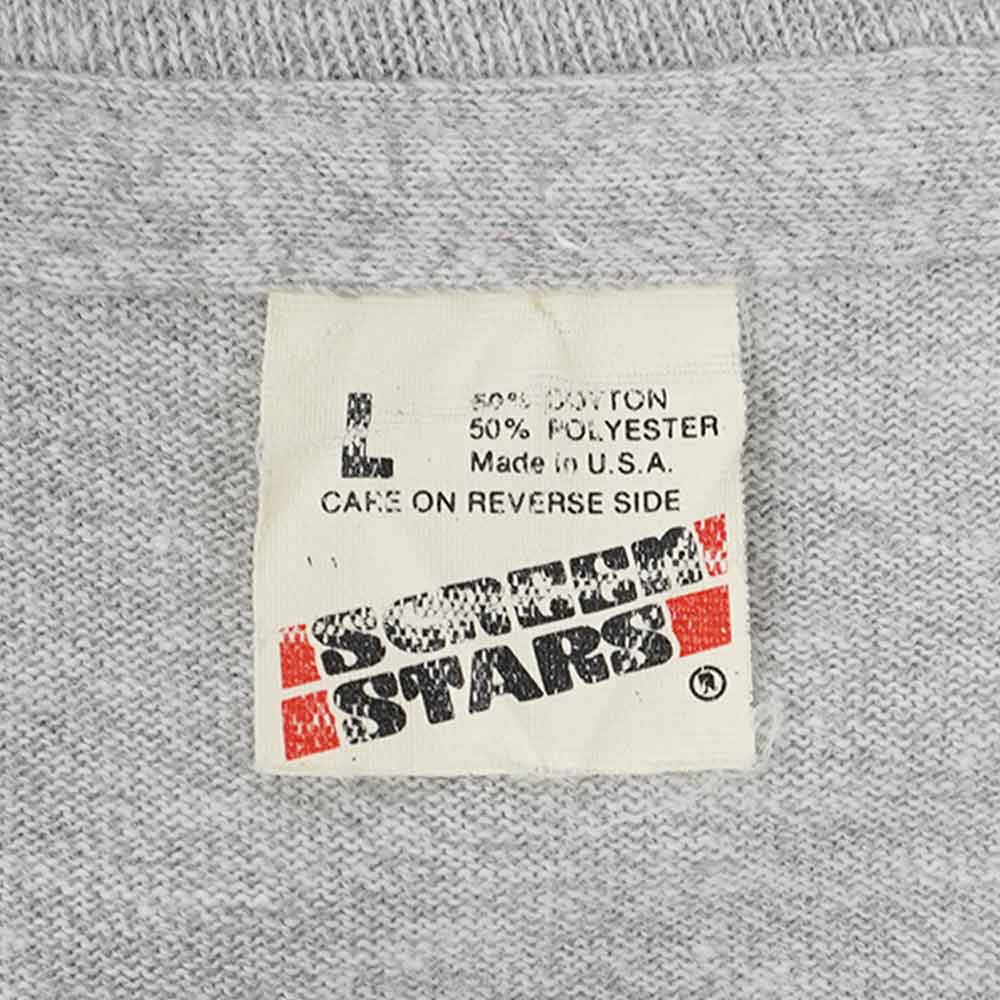 L
50% COTTON
50% POLYESTER
Made in U.S.A.
CARE ON REVERSE SIDE
SCREEN
STARS
®